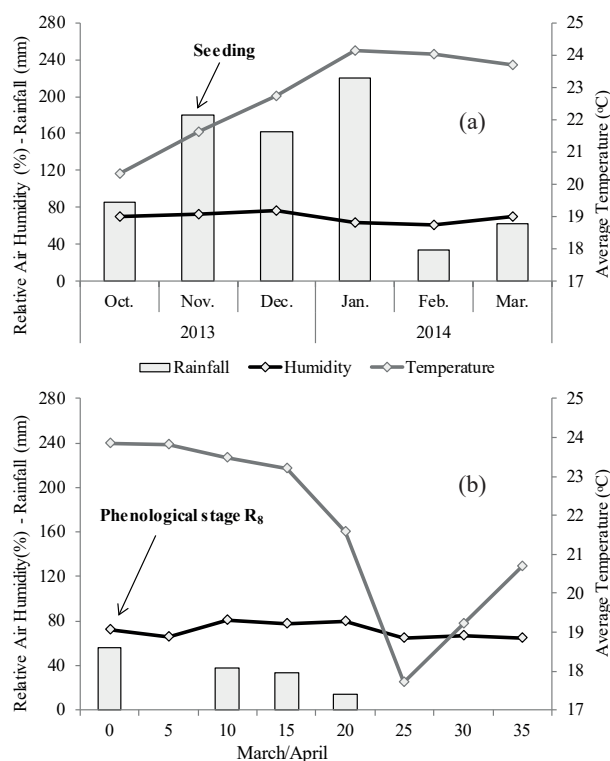 280
240
200
160
120
80
40
0
Relative Air Humidity (%) - Rainfall (mm)
Seeding
(a)
25
24
23
22
21
20
19
18
17
Average Temperature (ºC)
Oct. Nov. Dec. Jan. Feb. Mar.
2013 2014
Rainfall Humidity Temperature
280
240
200
160
120
80
40
0
Relative Air Humidity(%) - Rainfall (mm)
Phenological stage R₈
(b)
25
24
23
22
21
20
19
18
17
Average Temperature (ºC)
0 5 10 15 20 25 30 35
March/April